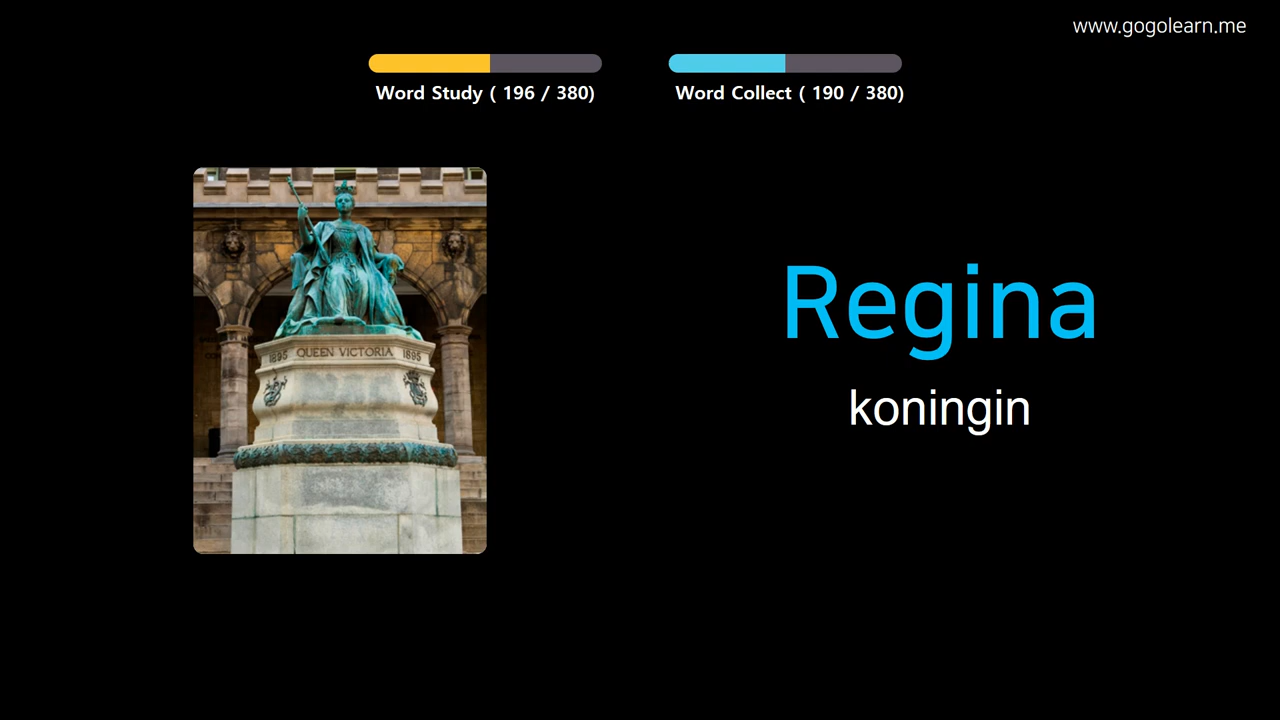 www.gogolearn.me
Word Study ( 196 / 380)
Word Collect ( 190 / 380)
1895 QUEEN VICTORIA 1895
Regina
koningin